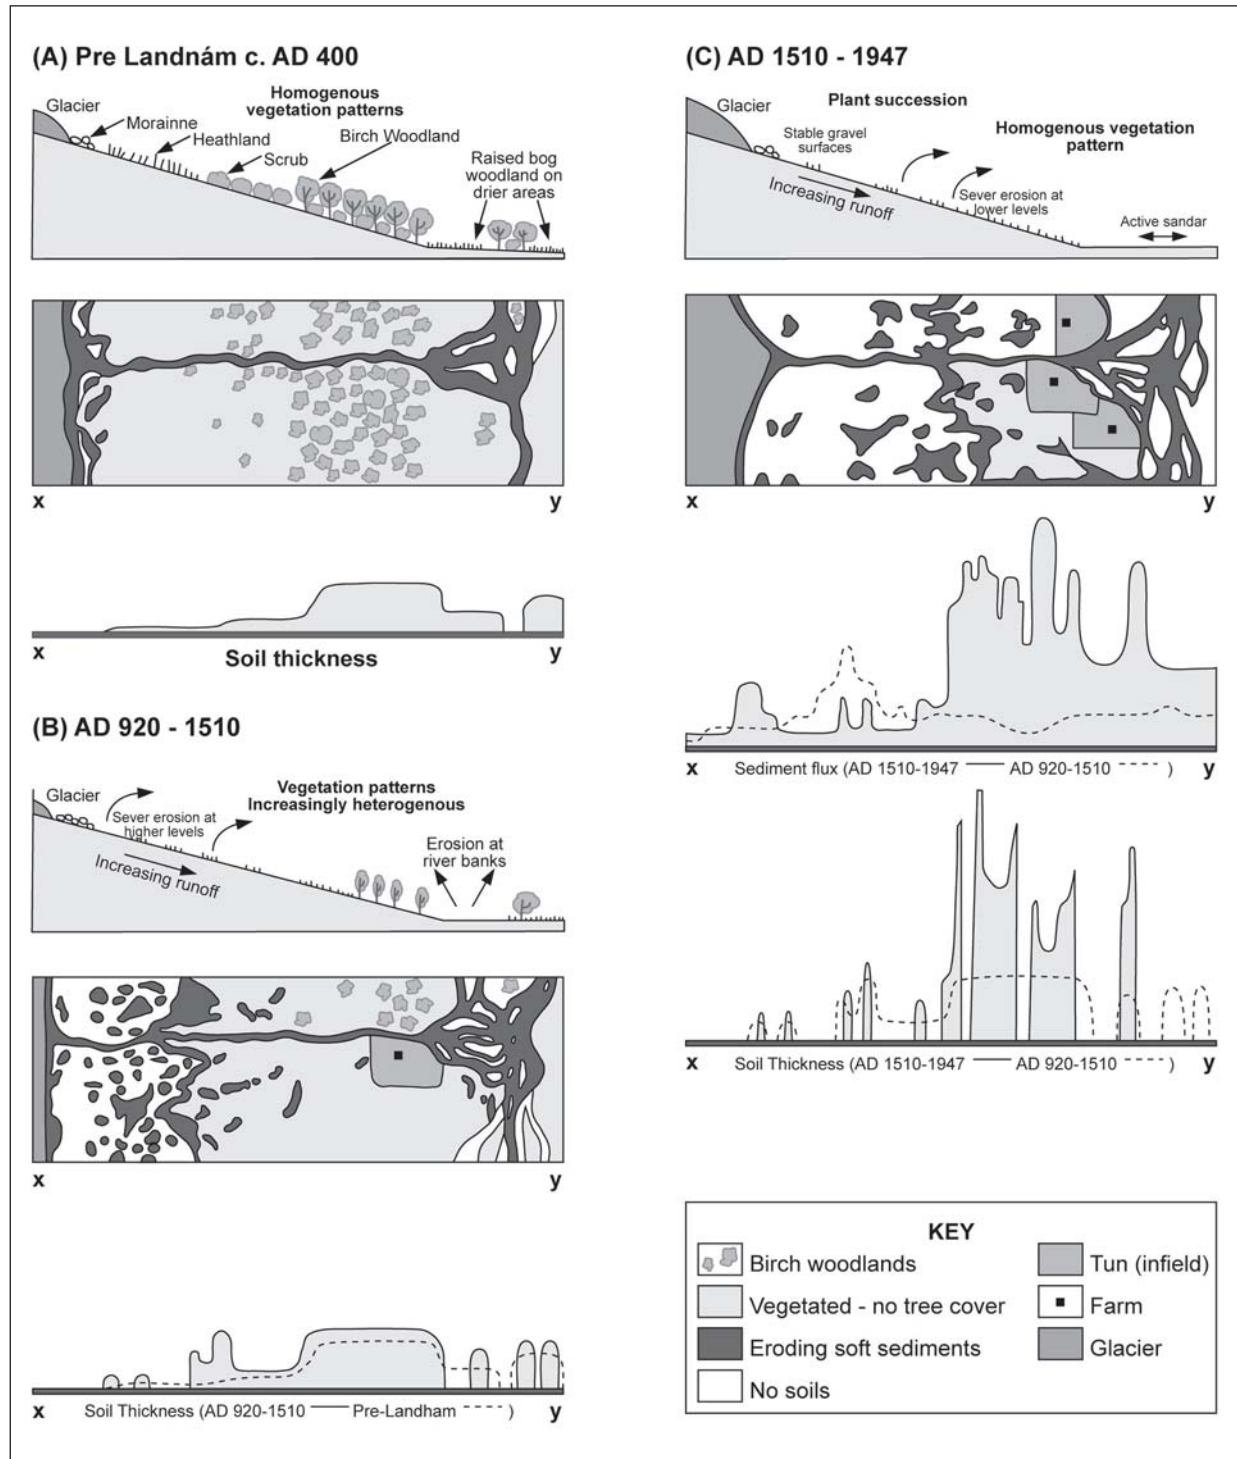 (A) Pre Landnám c. AD 400
Glacier
Morainne
Heathland
Scrub
Homogenous
vegetation patterns
Birch Woodland
Raised bog
woodland on
drier areas
x
y
x
Soil thickness
y
(B) AD 920 - 1510
Glacier
Sever erosion at
higher levels
Vegetation patterns
Increasingly heterogenous
Increasing runoff
Erosion at
river banks
x
y
x
Soil Thickness (AD 920-1510 Pre-Landham )
y
(C) AD 1510 - 1947
Glacier
Plant succession
Stable gravel
surfaces
Homogenous vegetation
pattern
Increasing runoff
Sever erosion at
lower levels
Active sandar
x
y
x
Sediment flux (AD 1510-1947 AD 920-1510 )
y
x
Soil Thickness (AD 1510-1947 AD 920-1510 )
y
KEY
Birch woodlands
Vegetated - no tree cover
Eroding soft sediments
No soils
Tun (infield)
Farm
Glacier